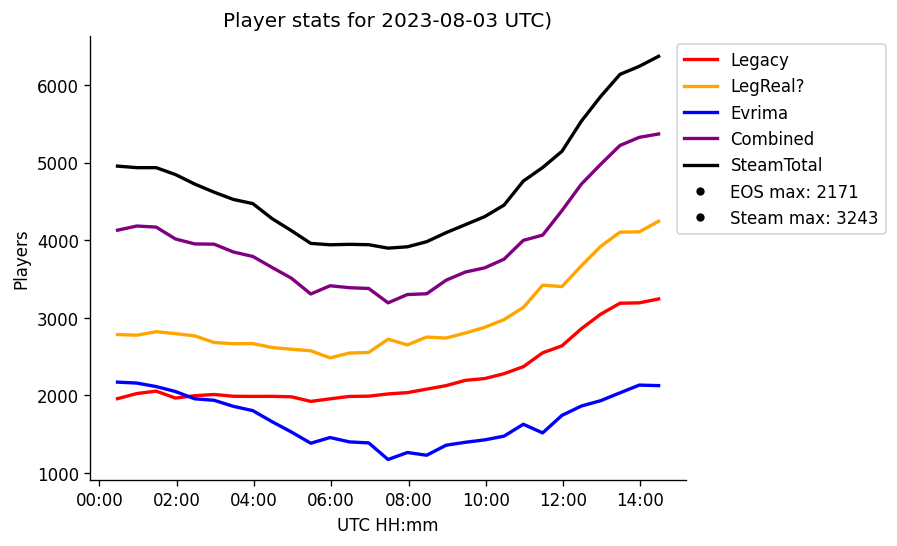 Player stats for 2023-08-03 UTC)
Legacy
LegReal?
Evrima
Combined
SteamTotal
EOS max: 2171
Steam max: 3243
Players
6000
5000
4000
3000
2000
1000
00:00 02:00 04:00 06:00 08:00 10:00 12:00 14:00
UTC HH:mm